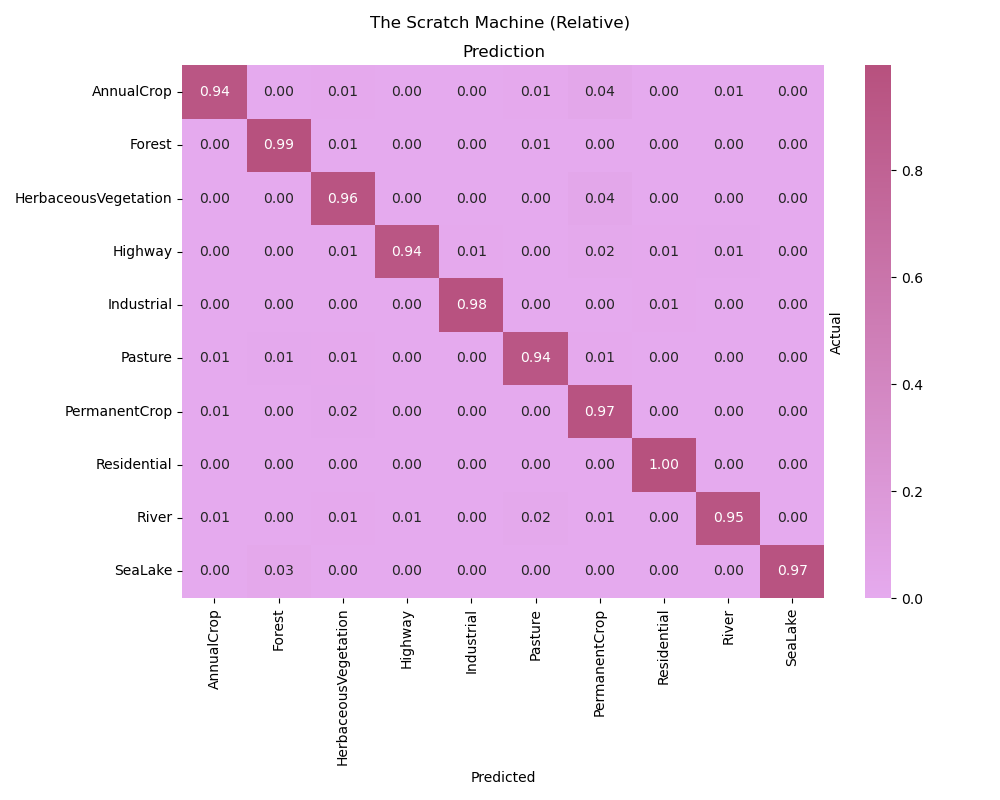 The Scratch Machine (Relative)
Prediction
AnnualCrop 0.94 0.00 0.01 0.00 0.00 0.01 0.04 0.00 0.01 0.00
Forest 0.00 0.99 0.01 0.00 0.00 0.01 0.00 0.00 0.00 0.00
HerbaceousVegetation 0.00 0.00 0.96 0.00 0.00 0.00 0.04 0.00 0.00 0.00
Highway 0.00 0.00 0.01 0.94 0.01 0.00 0.02 0.01 0.01 0.00
Industrial 0.00 0.00 0.00 0.00 0.98 0.00 0.00 0.01 0.00 0.00
Pasture 0.01 0.01 0.01 0.00 0.00 0.94 0.01 0.00 0.00 0.00
PermanentCrop 0.01 0.00 0.02 0.00 0.00 0.00 0.97 0.00 0.00 0.00
Residential 0.00 0.00 0.00 0.00 0.00 0.00 0.00 1.00 0.00 0.00
River 0.01 0.00 0.01 0.01 0.00 0.02 0.01 0.00 0.95 0.00
SeaLake 0.00 0.03 0.00 0.00 0.00 0.00 0.00 0.00 0.00 0.97
AnnualCrop
Forest
HerbaceousVegetation
Highway
Industrial
Pasture
PermanentCrop
Residential
River
SeaLake
Predicted
Actual
0.8
0.6
0.4
0.2
0.0